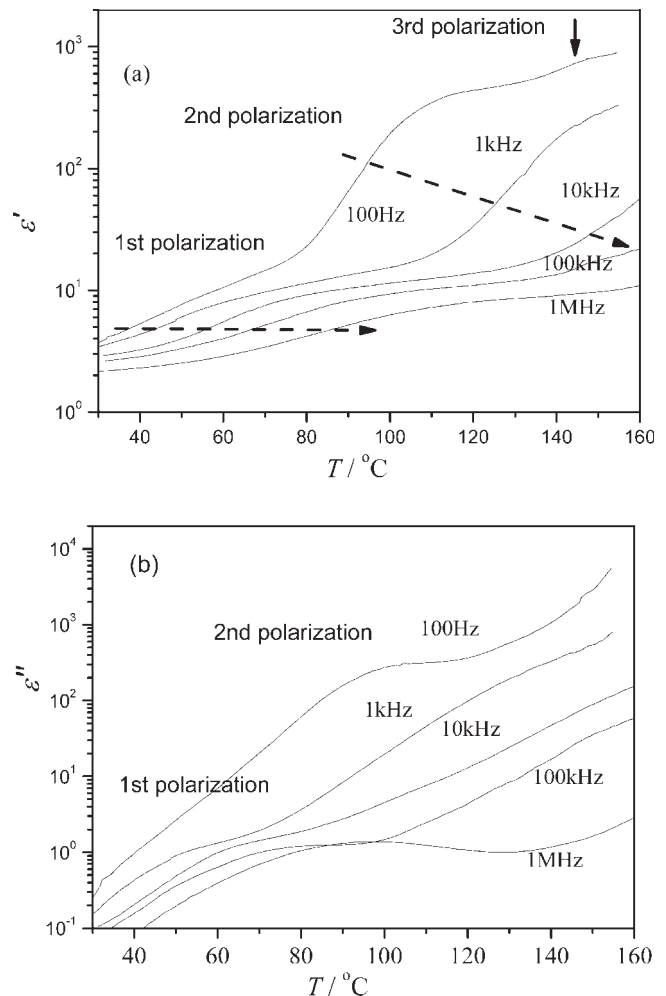 3rd polarization
10³
(a)
2nd polarization
1kHz
10²
10kHz
100Hz
ε'
1st polarization
100kHz
10¹
1MHz
10⁰
40 60 80 100 120 140 160
T / °C
10⁴
(b)
10³
2nd polarization
100Hz
ε"
10²
1kHz
10kHz
10¹
1st polarization
100kHz
10⁰
1MHz
10⁻¹
40 60 80 100 120 140 160
T / °C